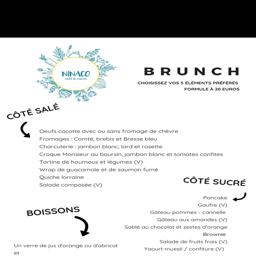 NINACO
BRUNCH
CHOISISSEZ VOS 5 ÉLÉMENTS PRÉFÉRÉS
FORMULE À 20 EUROS
CÔTÉ SALÉ
Oeufs cocotte avec ou sans fromage de chèvre
Fromages : Comté, brebis et Bresse bleu
Charcuterie : jambon blanc, lard et rosette
Croque Monsieur au boursin, jambon blanc et tomates confites
Tartine de houmous et légumes (V)
Wrap de guacamole et de saumon fumé
Quiche lorraine
Salade composée (V)
CÔTÉ SUCRÉ
Pancake
Gaufre (V)
Gâteau pommes - cannelle
Gâteau aux amandes (V)
Sablé au chocolat et zestes d'orange
Brownie
Salade de fruits frais (V)
Yaourt muesli / confiture (V)
BOISSONS
Un verre de jus d'orange ou d'abricot
et